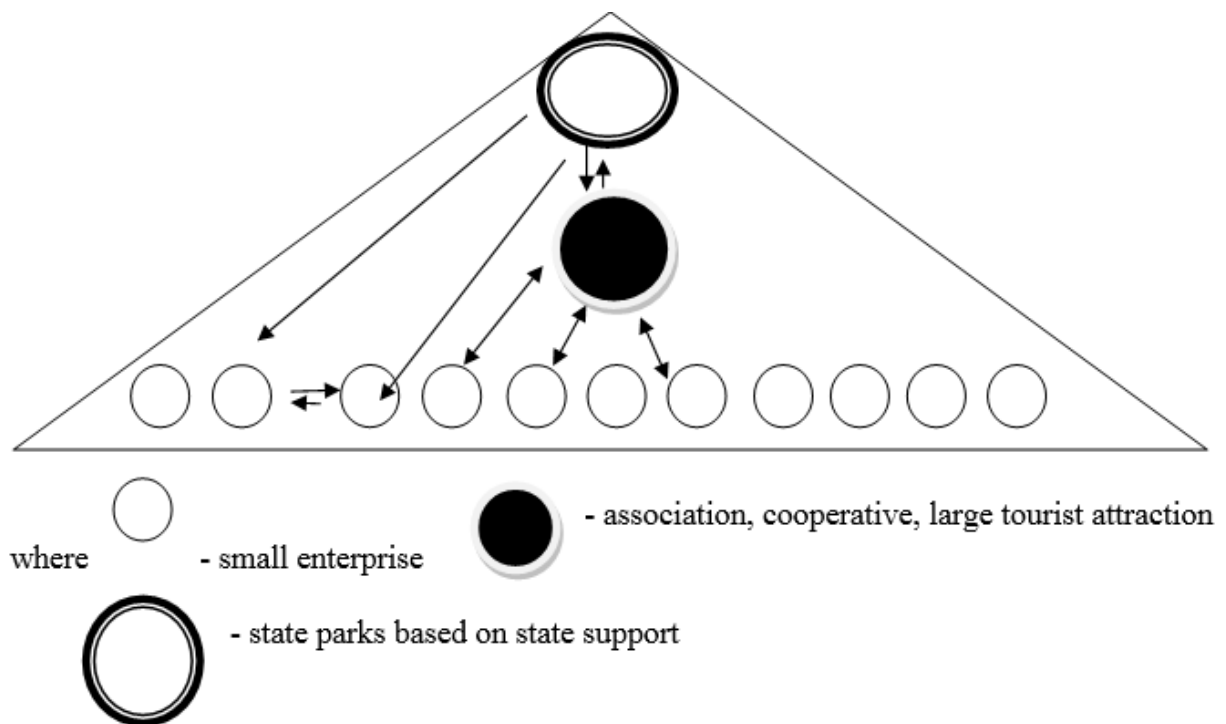 - association, cooperative, large tourist attraction
where - small enterprise
- state parks based on state support